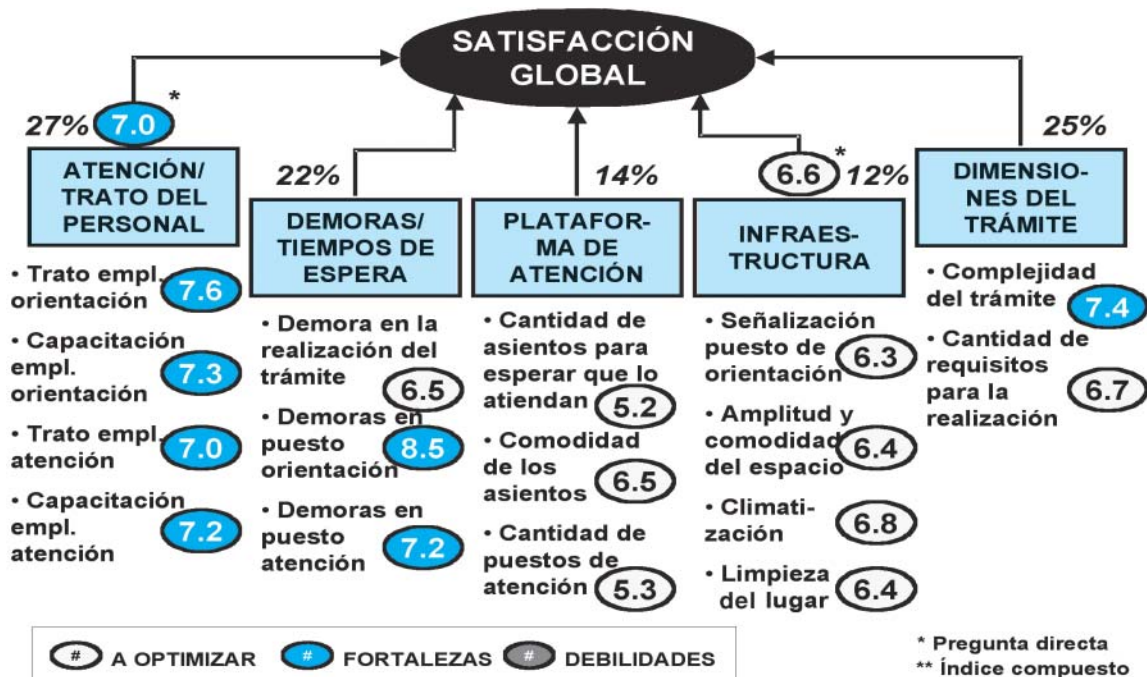 SATISFACCIÓN
GLOBAL
27%
7.0
*
ATENCIÓN/
TRATO DEL
PERSONAL
• Trato empl.
orientación
7.6
• Capacitación
empl.
orientación
7.3
• Trato empl.
atención
7.0
• Capacitación
empl.
atención
7.2
22%
DEMORAS/
TIEMPOS DE
ESPERA
• Demora en la
realización del
trámite
6.5
• Demoras en
puesto
orientación
8.5
• Demoras en
puesto
atención
7.2
14%
PLATAFOR-
MA DE
ATENCIÓN
• Cantidad de
asientos para
esperar que lo
atiendan
5.2
• Comodidad
de los
asientos
6.5
• Cantidad de
puestos de
atención
5.3
6.6
*
12%
INFRAES-
TRUCTURA
• Señalización
puesto de
orientación
6.3
• Amplitud y
comodidad
del espacio
6.4
• Climati-
zación
6.8
• Limpieza
del lugar
6.4
25%
DIMENSIO-
NES DEL
TRÁMITE
• Complejidad
del trámite
7.4
• Cantidad de
requisitos
para la
realización
6.7
# A OPTIMIZAR # FORTALEZAS # DEBILIDADES
* Pregunta directa
** Índice compuesto